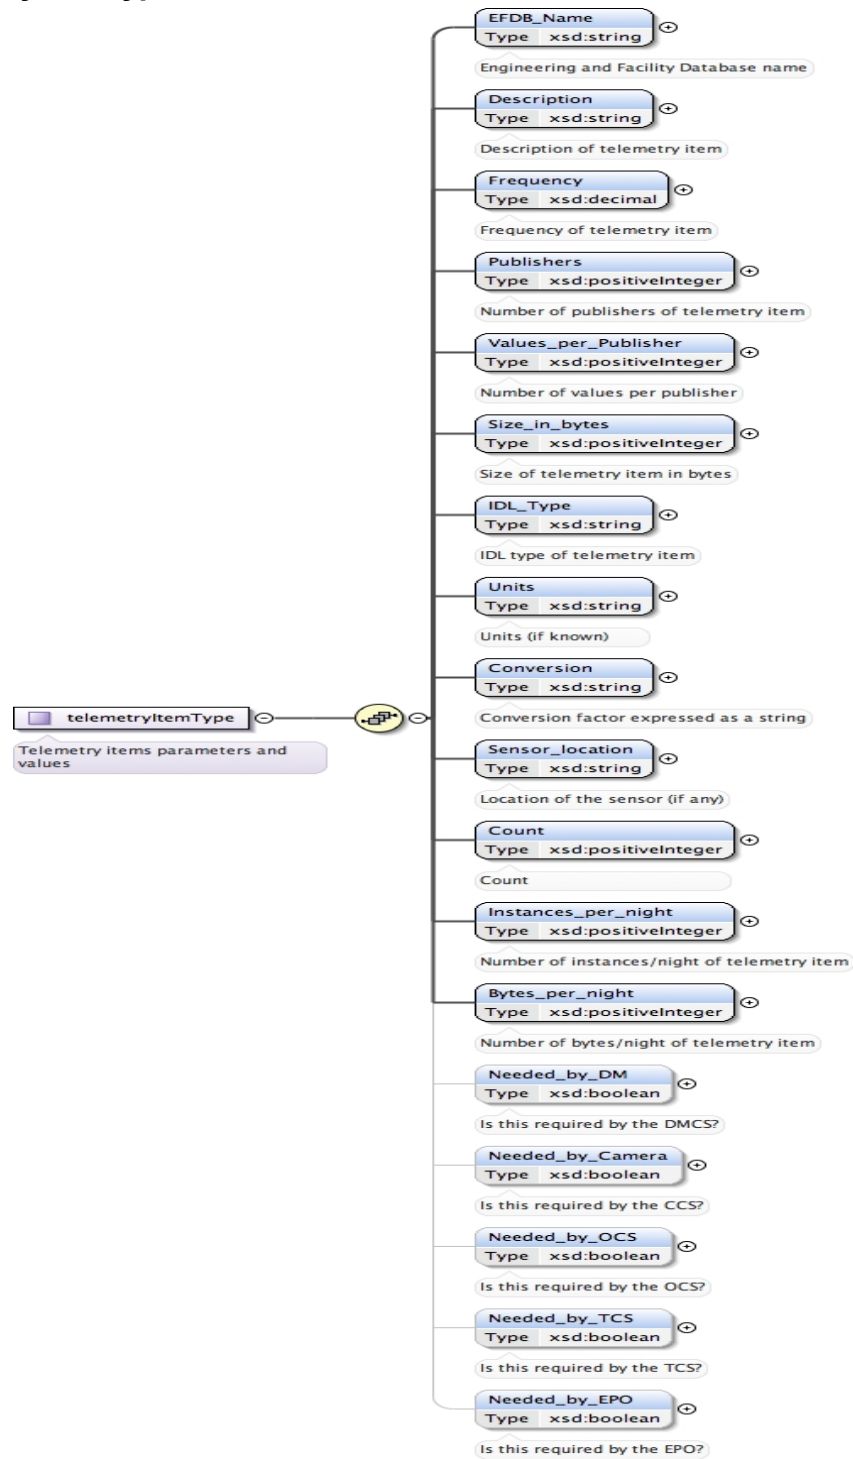 EFDB_Name
Type xsd:string
Engineering and Facility Database name
Description
Type xsd:string
Description of telemetry item
Frequency
Type xsd:decimal
Frequency of telemetry item
Publishers
Type xsd:positiveInteger
Number of publishers of telemetry item
Values_per_Publisher
Type xsd:positiveInteger
Number of values per publisher
Size_in_bytes
Type xsd:positiveInteger
Size of telemetry item in bytes
IDL_Type
Type xsd:string
IDL type of telemetry item
Units
Type xsd:string
Units (if known)
Conversion
Type xsd:string
Conversion factor expressed as a string
telemetryItemType
Telemetry items parameters and
values
Sensor_location
Type xsd:string
Location of the sensor (if any)
Count
Type xsd:positiveInteger
Count
Instances_per_night
Type xsd:positiveInteger
Number of instances/night of telemetry item
Bytes_per_night
Type xsd:positiveInteger
Number of bytes/night of telemetry item
Needed_by_DM
Type xsd:boolean
Is this required by the DMCS?
Needed_by_Camera
Type xsd:boolean
Is this required by the CCS?
Needed_by_OCS
Type xsd:boolean
Is this required by the OCS?
Needed_by_TCS
Type xsd:boolean
Is this required by the TCS?
Needed_by_EPO
Type xsd:boolean
Is this required by the EPO?